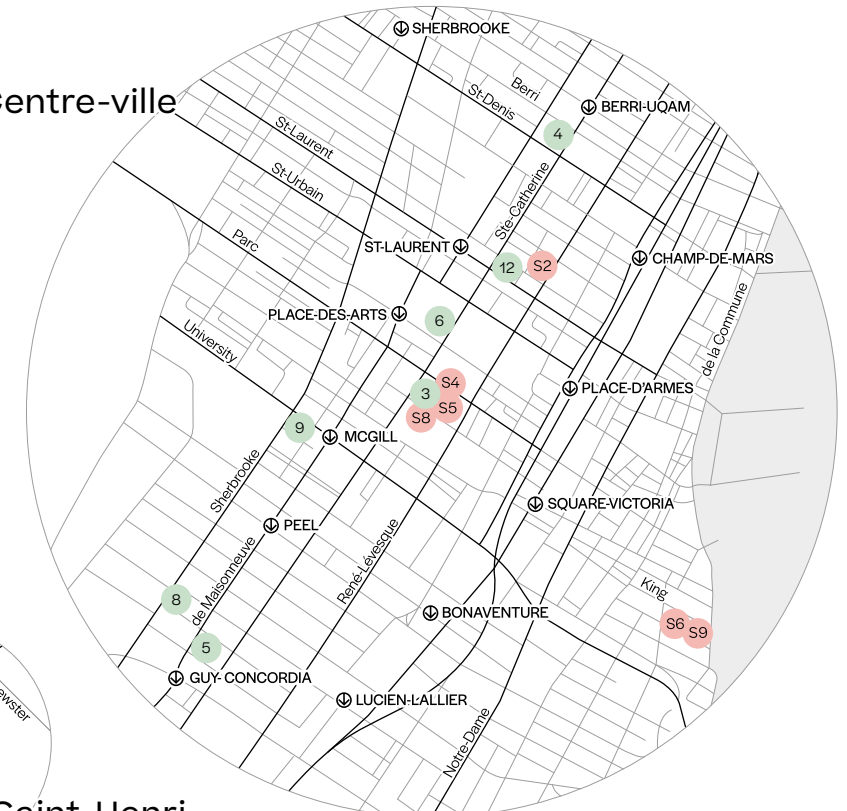 SHERBROOKE
Centre-ville
Berri
St-Denis
BERRI-UQAM
4
St-Laurent
St-Urbain
Ste-Catherine
Parc
ST-LAURENT
12
S2
CHAMP-DE-MARS
PLACE-DES-ARTS
6
de la Commune
University
S4
3
S5
S8
PLACE-D'ARMES
9
MCGILL
Sherbrooke
SQUARE-VICTORIA
PEEL
René-Lévesque
de Maisonneuve
King
8
BONAVENTURE
S6
S9
5
GUY-CONCORDIA
LUCIEN-LALLIER
ewster
Notre-Dame
Saint-Henri